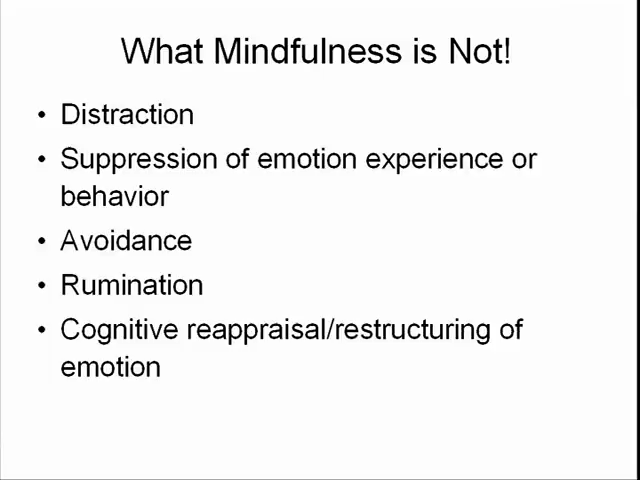 What Mindfulness is Not!
• Distraction
• Suppression of emotion experience or
behavior
• Avoidance
• Rumination
• Cognitive reappraisal/restructuring of
emotion